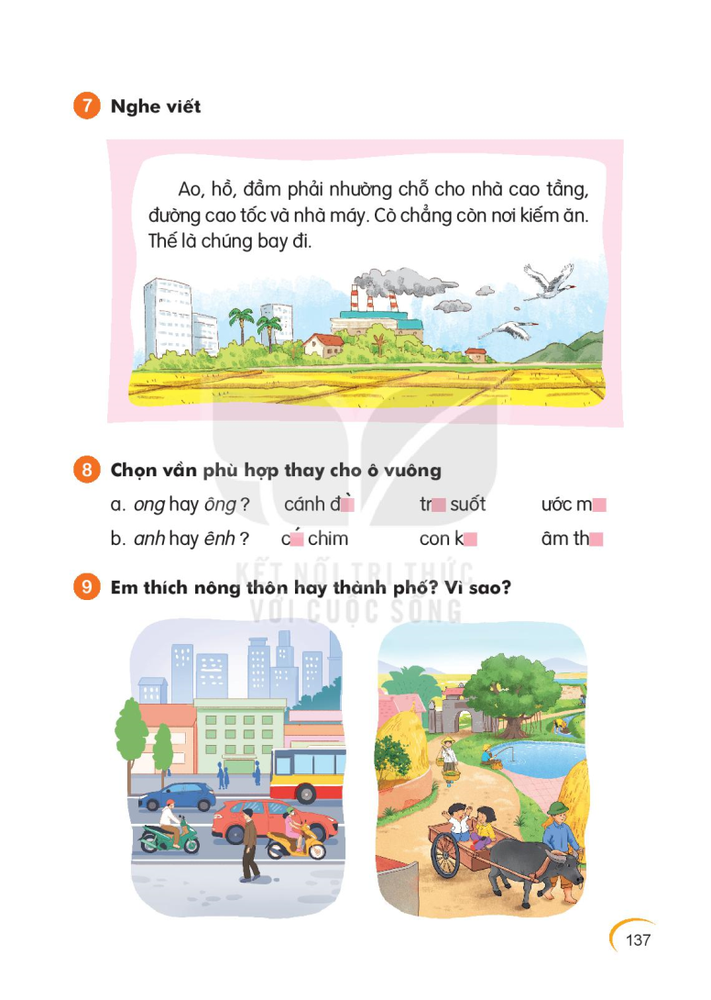 7 Nghe viết
Ao, hồ, đầm phải nhường chỗ cho nhà cao tầng,
đường cao tốc và nhà máy. Cò chẳng còn nơi kiếm ăn.
Thế là chúng bay đi.
8 Chọn vần phù hợp thay cho ô vuông
a. ong hay ông ? cánh đ□̀ tr□ suốt ước m□
b. anh hay ênh ? c□́ chim con k□ âm th□
KẾT NỐI TRI THỨC
9 Em thích nông thôn hay thành phố? Vì sao?
VỚI CUỘC SỐNG
137